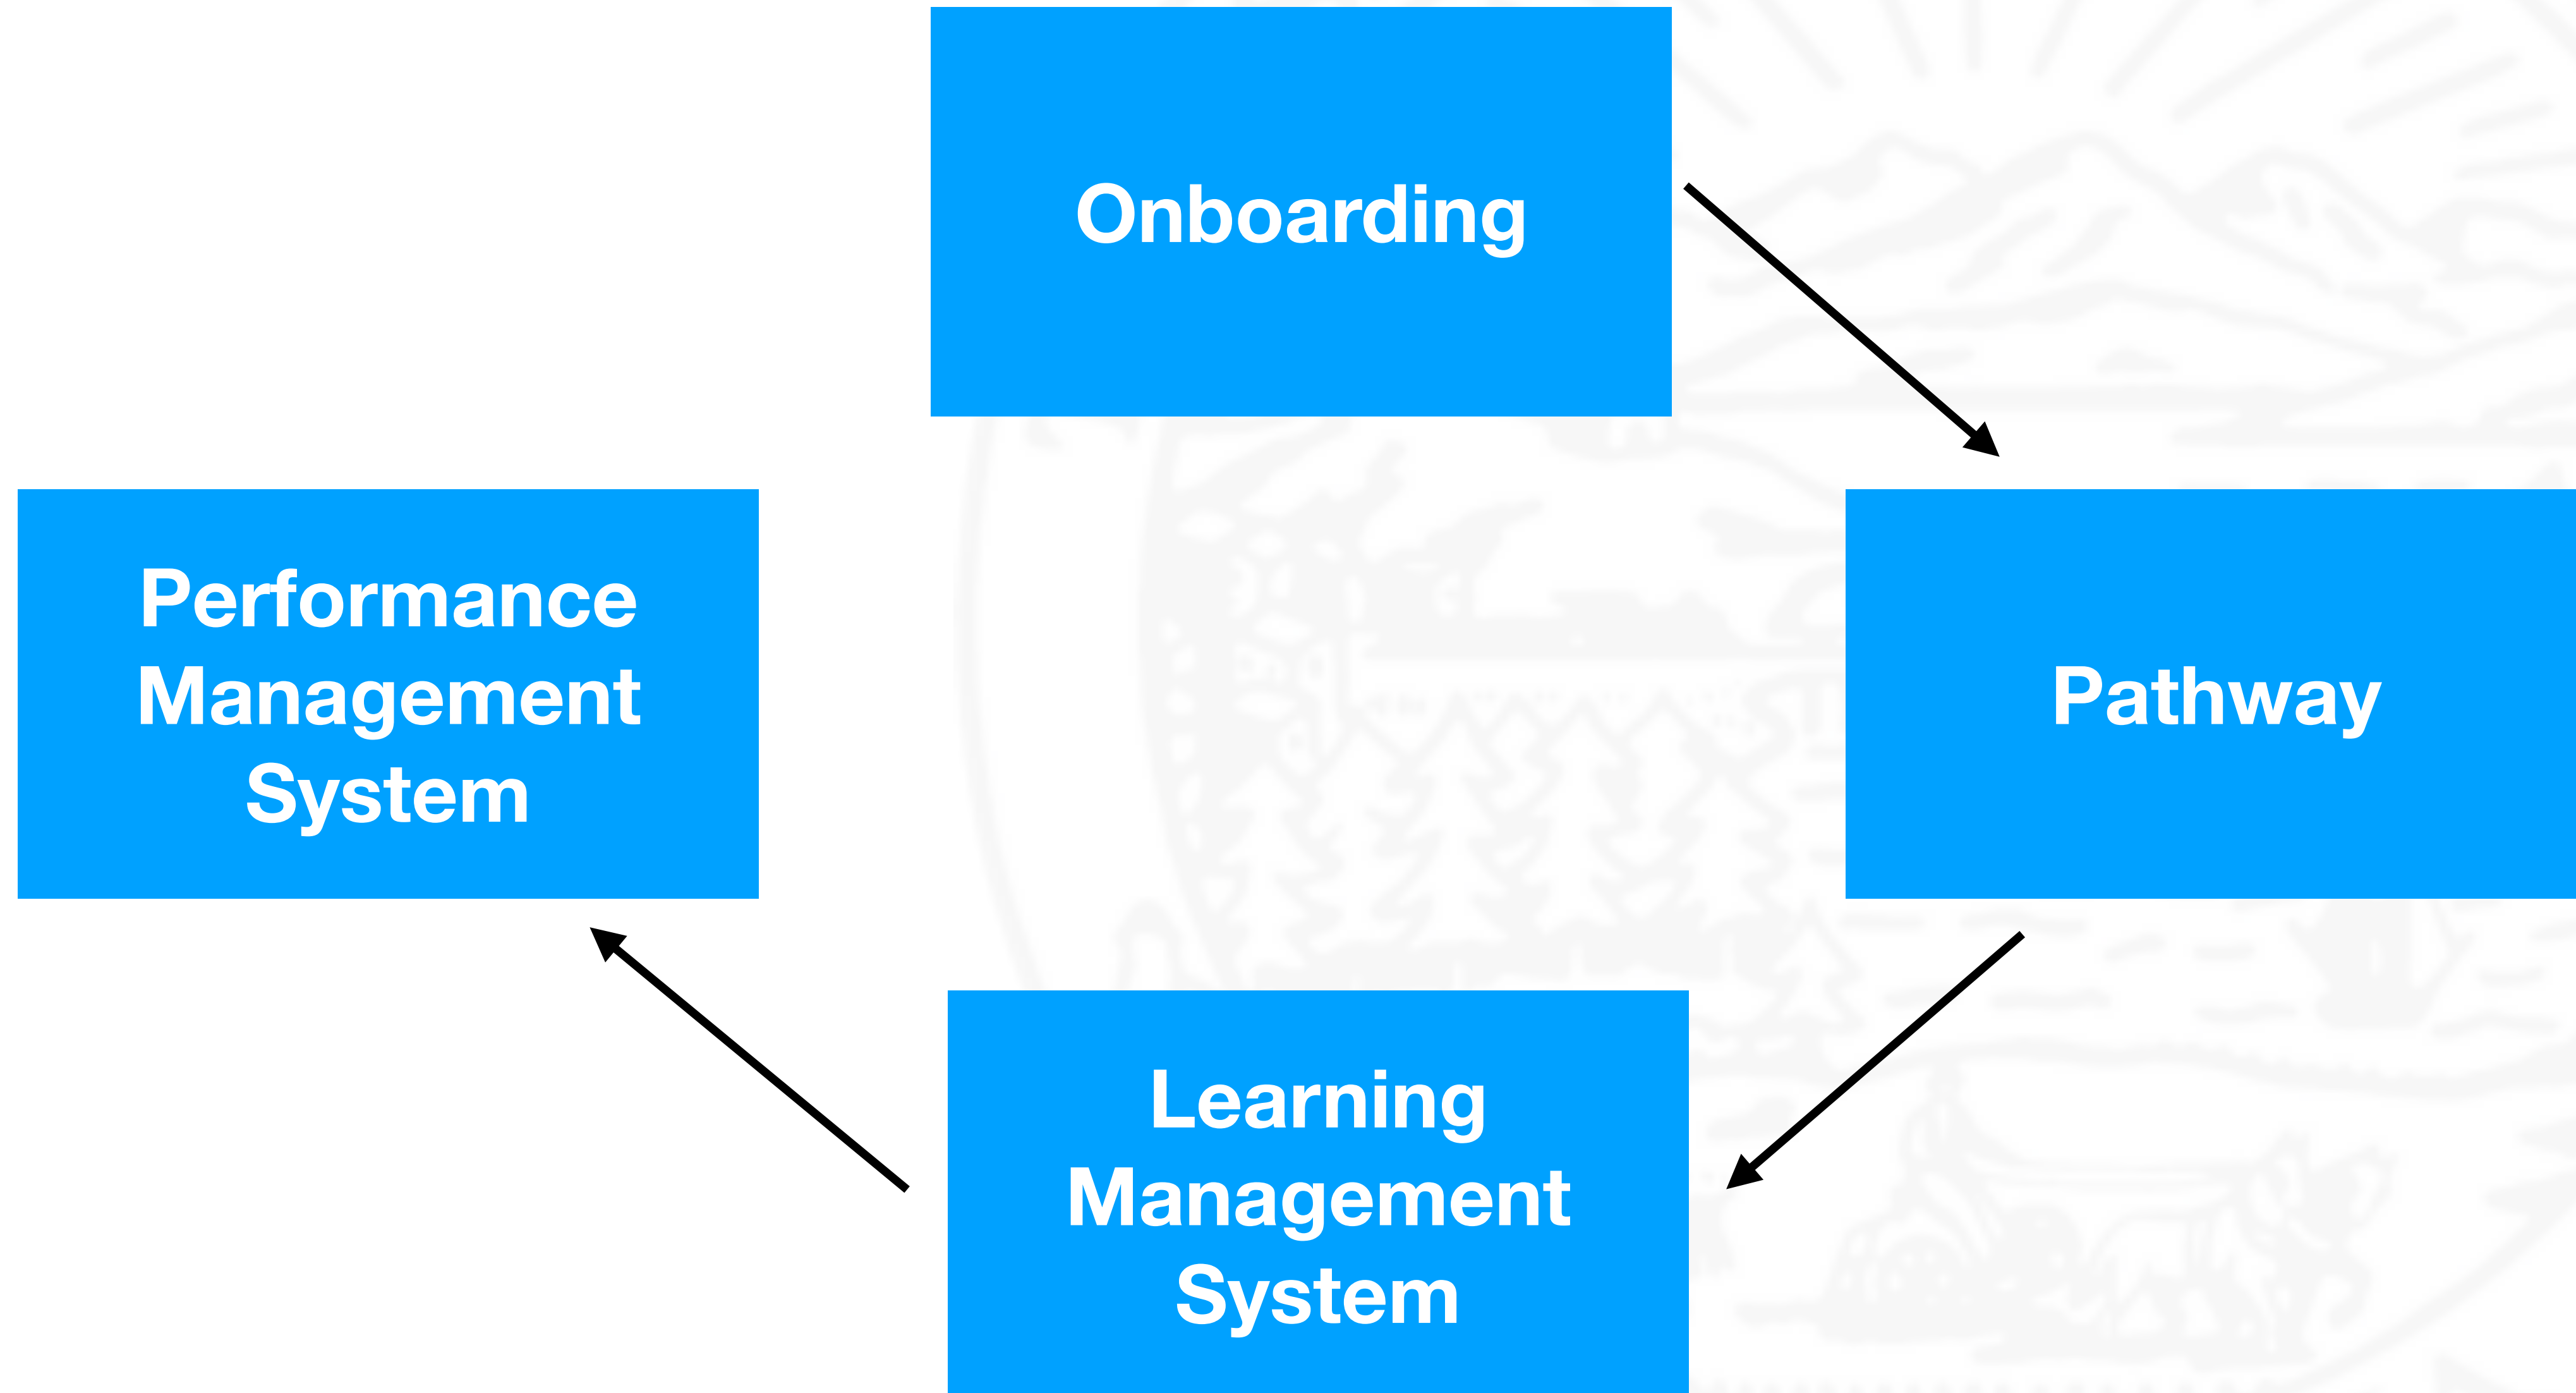 Onboarding
Performance
Management
System
Pathway
Learning
Management
System